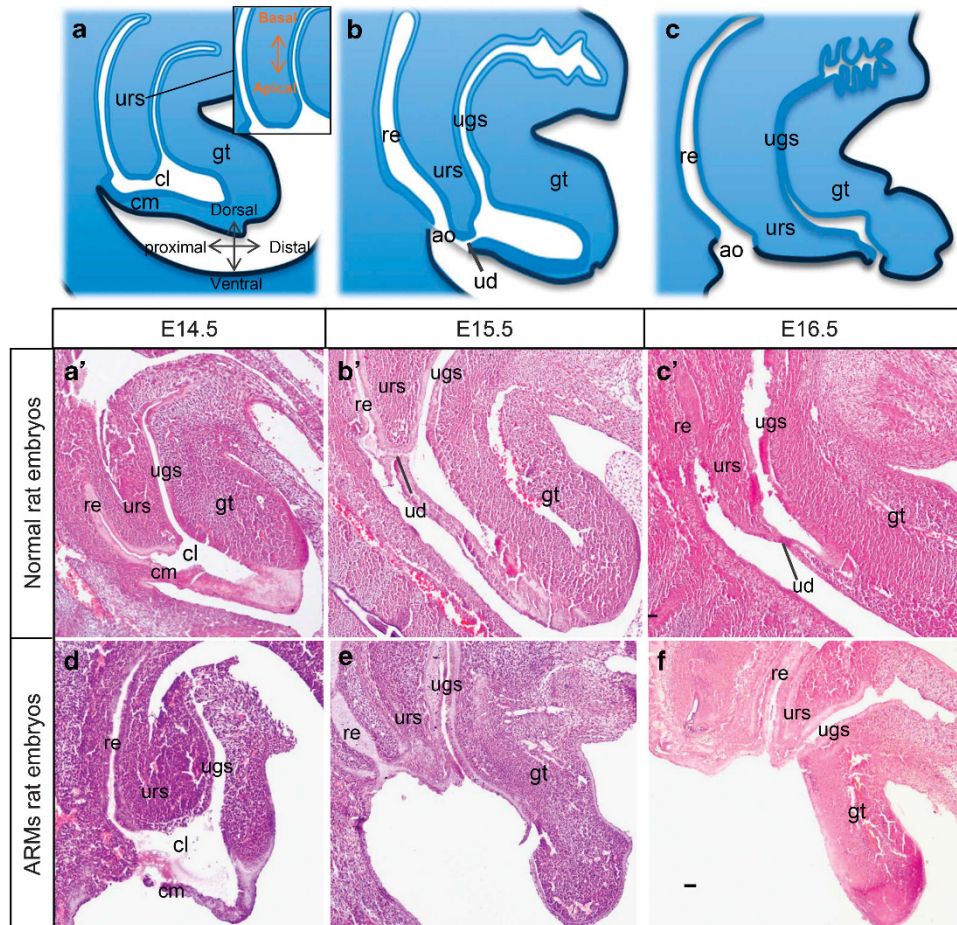 a
Basal
Apical
urs
gt
cl
cm
Dorsal
proximal
Distal
Ventral
b
re
ugs
urs
gt
ao
ud
c
re
ugs
gt
urs
ao
E14.5
E15.5
E16.5
Normal rat embryos
a’
ugs
re
urs
gt
cl
cm
b’
ugs
urs
re
gt
ud
c’
re
ugs
urs
gt
ud
ARMs rat embryos
d
re
ugs
urs
cl
cm
e
ugs
urs
re
gt
f
re
urs
ugs
gt